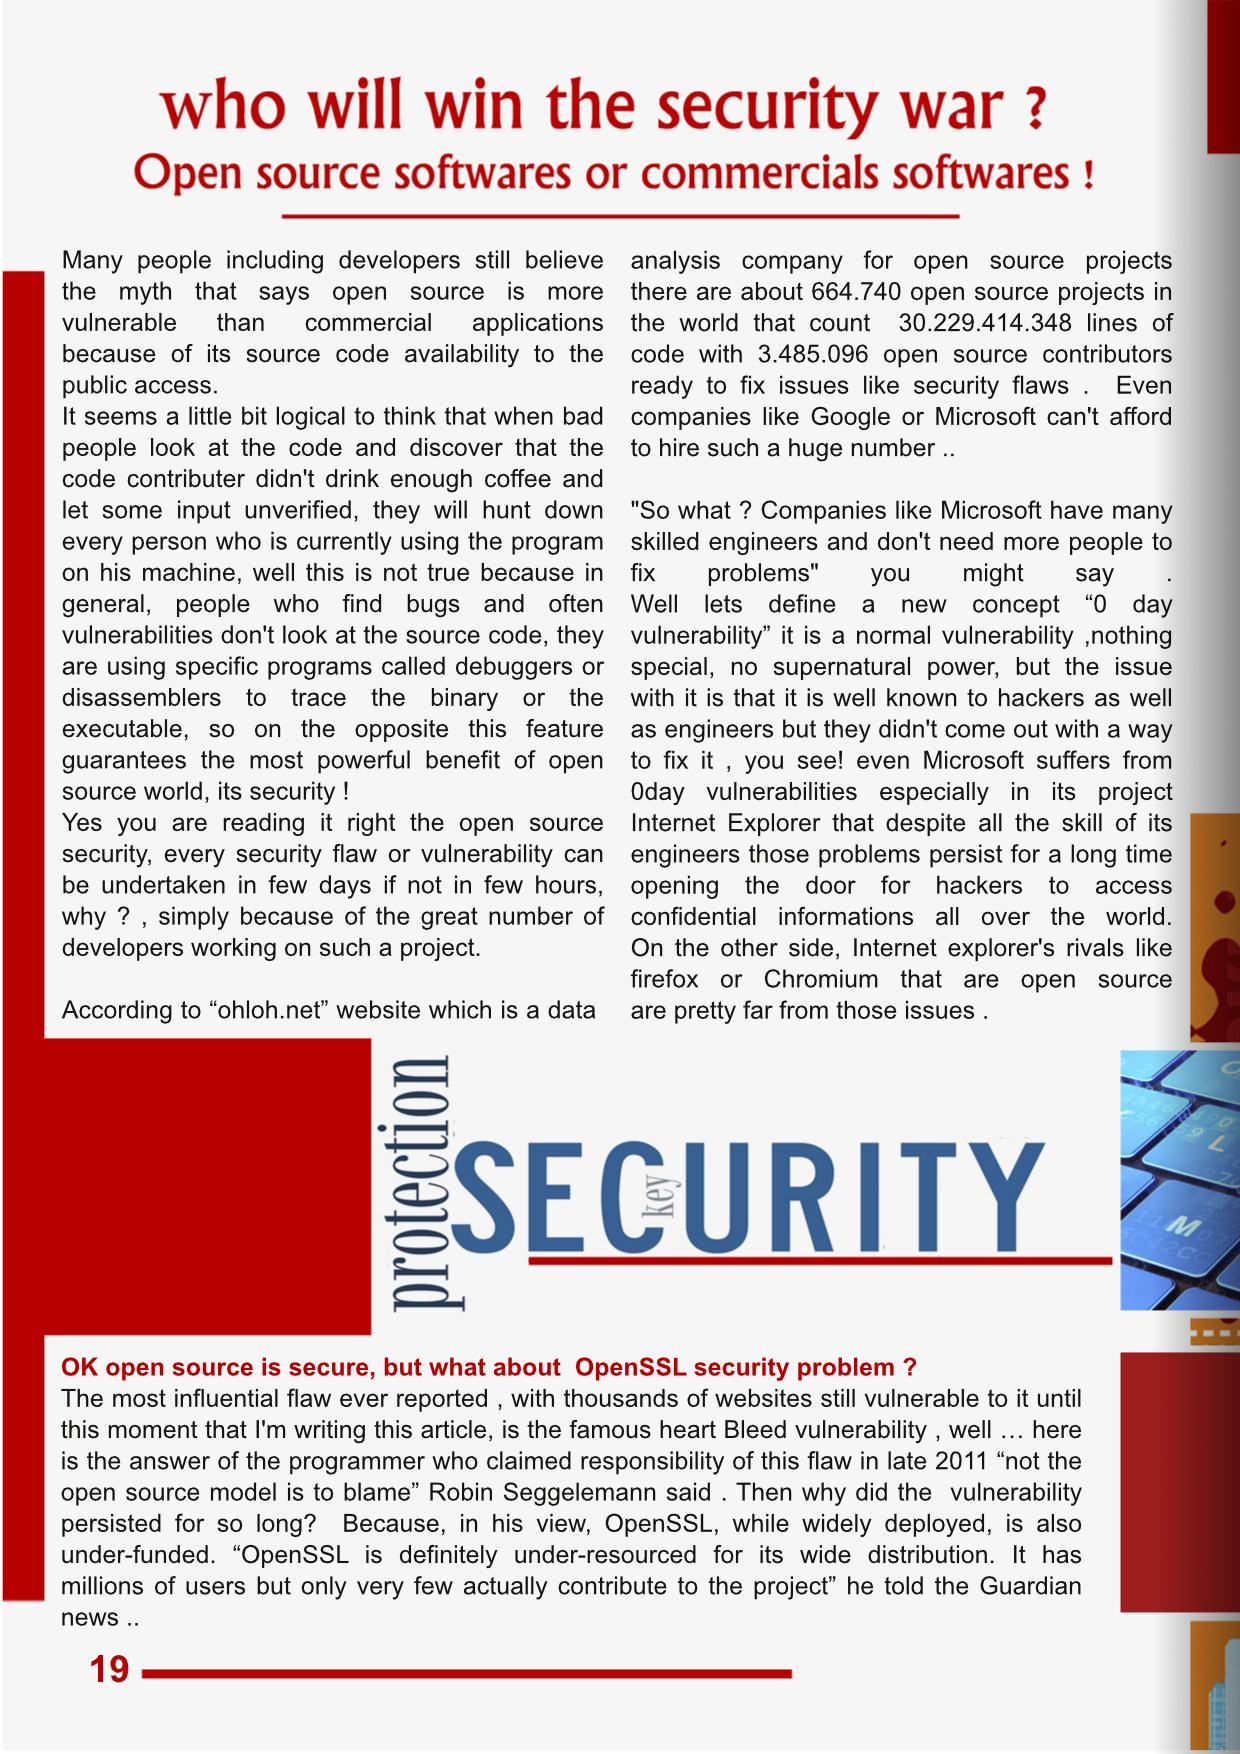 who will win the security war ?
Open source softwares or commercials softwares !
Many people including developers still believe
the myth that says open source is more
vulnerable than commercial applications
because of its source code availability to the
public access.
It seems a little bit logical to think that when bad
people look at the code and discover that the
code contributer didn't drink enough coffee and
let some input unverified, they will hunt down
every person who is currently using the program
on his machine, well this is not true because in
general, people who find bugs and often
vulnerabilities don't look at the source code, they
are using specific programs called debuggers or
disassemblers to trace the binary or the
executable, so on the opposite this feature
guarantees the most powerful benefit of open
source world, its security !
Yes you are reading it right the open source
security, every security flaw or vulnerability can
be undertaken in few days if not in few hours,
why ? , simply because of the great number of
developers working on such a project.
According to “ohloh.net” website which is a data
analysis company for open source projects
there are about 664.740 open source projects in
the world that count 30.229.414.348 lines of
code with 3.485.096 open source contributors
ready to fix issues like security flaws . Even
companies like Google or Microsoft can't afford
to hire such a huge number ..
"So what ? Companies like Microsoft have many
skilled engineers and don't need more people to
fix problems" you might say .
Well lets define a new concept “0 day
vulnerability” it is a normal vulnerability ,nothing
special, no supernatural power, but the issue
with it is that it is well known to hackers as well
as engineers but they didn't come out with a way
to fix it , you see! even Microsoft suffers from
0day vulnerabilities especially in its project
Internet Explorer that despite all the skill of its
engineers those problems persist for a long time
opening the door for hackers to access
confidential informations all over the world.
On the other side, Internet explorer's rivals like
firefox or Chromium that are open source
are pretty far from those issues .
protection
SECURITY
key
OK open source is secure, but what about OpenSSL security problem ?
The most influential flaw ever reported , with thousands of websites still vulnerable to it until
this moment that I'm writing this article, is the famous heart Bleed vulnerability , well … here
is the answer of the programmer who claimed responsibility of this flaw in late 2011 “not the
open source model is to blame” Robin Seggelemann said . Then why did the vulnerability
persisted for so long? Because, in his view, OpenSSL, while widely deployed, is also
under-funded. “OpenSSL is definitely under-resourced for its wide distribution. It has
millions of users but only very few actually contribute to the project” he told the Guardian
news ..
19